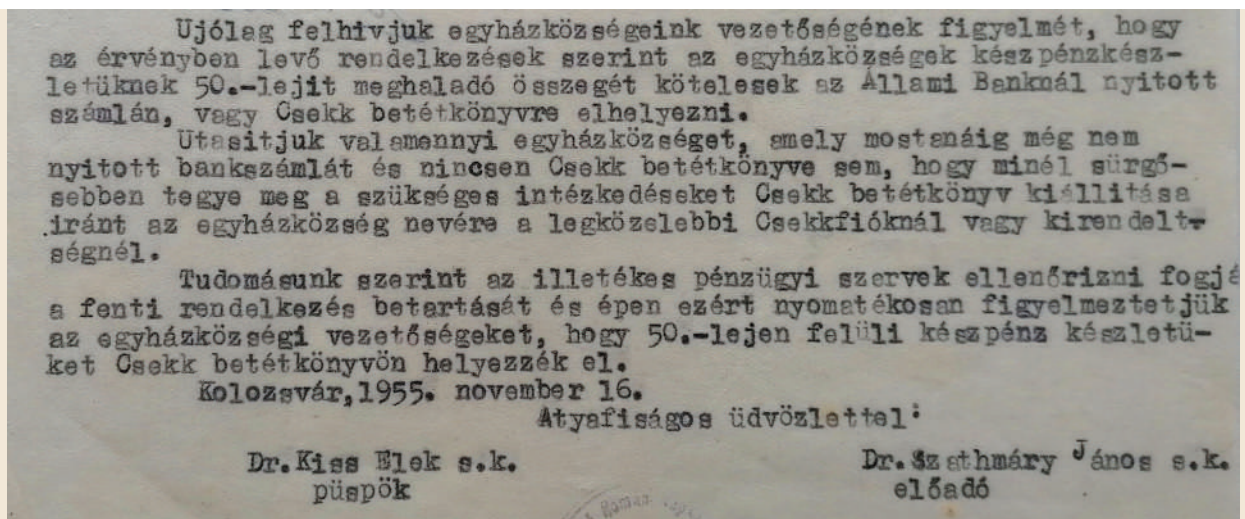 Ujólag felhivjuk egyházközségeink vezetőségének figyelmét, hogy
az érvényben levő rendelkezések szerint az egyházközségek készpénzkész-
letüknek 50.-lejit meghaladó összegét kötelesek az Állami Banknál nyitott
számlán, vagy Csekk betétkönyvre elhelyezni.
Utasitjuk valamennyi egyházközséget, amely mostanáig még nem
nyitott bankszámlát és nincsen Csekk betétkönyve sem, hogy minél sürgő-
sebben tegye meg a szükséges intézkedéseket Csekk betétkönyv kiállitása
iránt az egyházközség nevére a legközelebbi Csekkfióknál vagy kirendelt-
ségnél.
Tudomásunk szerint az illetékes pénzügyi szervek ellenőrizni fogjá
a fenti rendelkezés betartását és épen ezért nyomatékosan figyelmeztetjük
az egyházközségi vezetőségeket, hogy 50.-lejen felüli készpénz készletü-
ket Csekk betétkönyvön helyezzék el.
Kolozsvár,1955. november 16.
Atyafiságos üdvözlettel:
Dr.Kiss Elek s.k. Dr.Szathmáry János s.k.
püspök előadó